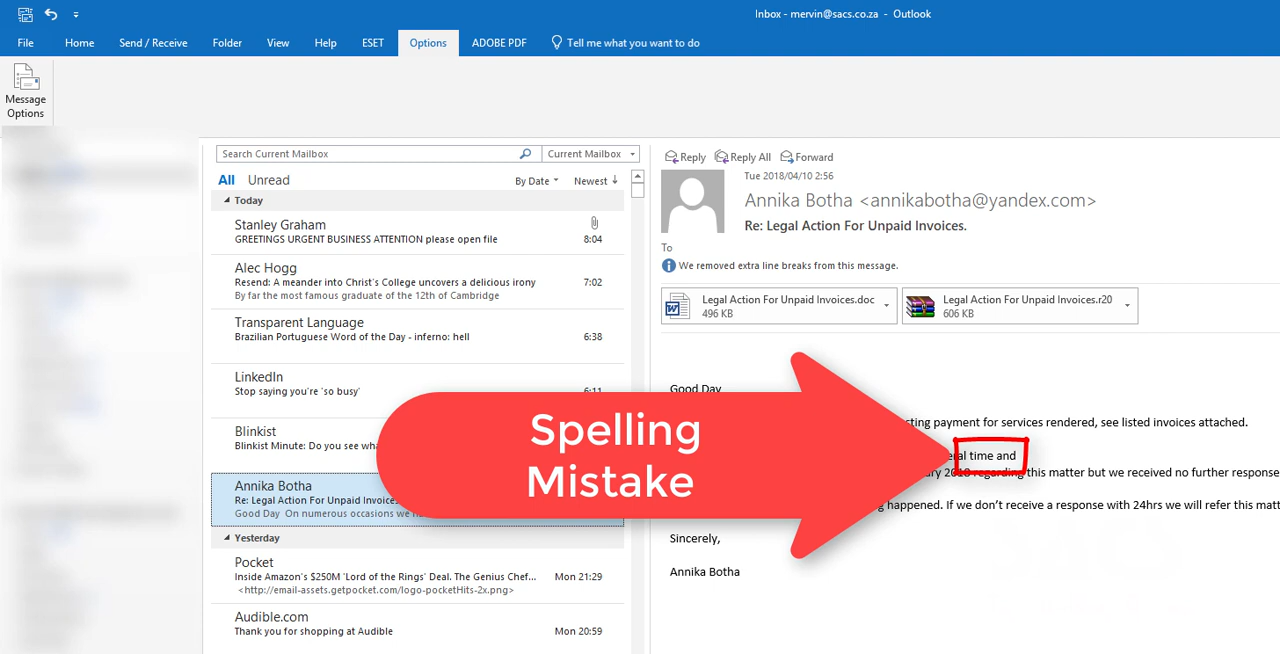 Inbox - mervin@sacs.co.za - Outlook
File Home Send / Receive Folder View Help ESET Options ADOBE PDF Tell me what you want to do
Message
Options
Search Current Mailbox Current Mailbox
All Unread
By Date Newest
Today
Stanley Graham
GREETINGS URGENT BUSINESS ATTENTION please open file 8:04
Alec Hogg
Resend: A meander into Christ's College uncovers a delicious irony 7:02
By far the most famous graduate of the 12th of Cambridge
Transparent Language
Brazilian Portuguese Word of the Day - inferno: hell 6:38
LinkedIn
Stop saying you're 'so busy' 6:11
Blinkist
Blinkist Minute: Do you see
Annika Botha
Re: Legal Action For Unpaid Invoices
Good Day On numerous occasions we
Yesterday
Pocket
Inside Amazon's $250M 'Lord of the Rings' Deal. The Genius Chef... Mon 21:29
<http://email-assets.getpocket.com/logo-pocketHits-2x.png>
Audible.com
Thank you for shopping at Audible Mon 20:59
Reply Reply All Forward
Tue 2018/04/10 2:56
Annika Botha <annikabotha@yandex.com>
Re: Legal Action For Unpaid Invoices.
To
We removed extra line breaks from this message.
Legal Action For Unpaid Invoices.doc
496 KB
Legal Action For Unpaid Invoices.r20
606 KB
Good Day
payment for services rendered, see listed invoices attached.
time and
2018 regarding this matter but we received no further response
happened. If we don't receive a response with 24hrs we will refer this
Sincerely,
Annika Botha
Spelling
Mistake